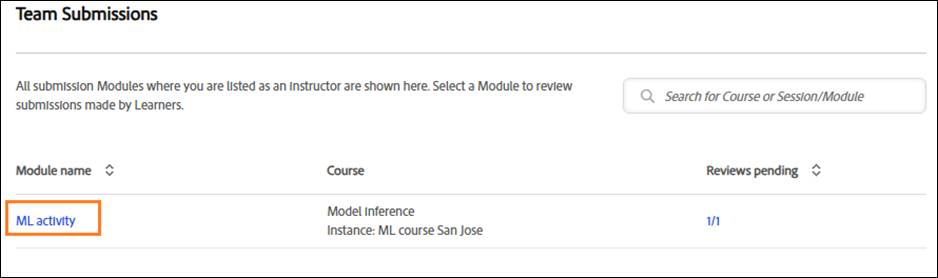 Team Submissions
All submission Modules where you are listed as an instructor are shown here. Select a Module to review
submissions made by Learners.
Search for Course or Session/Module
Module name
Course
Reviews pending
ML activity
Model Inference
Instance: ML course San Jose
1/1